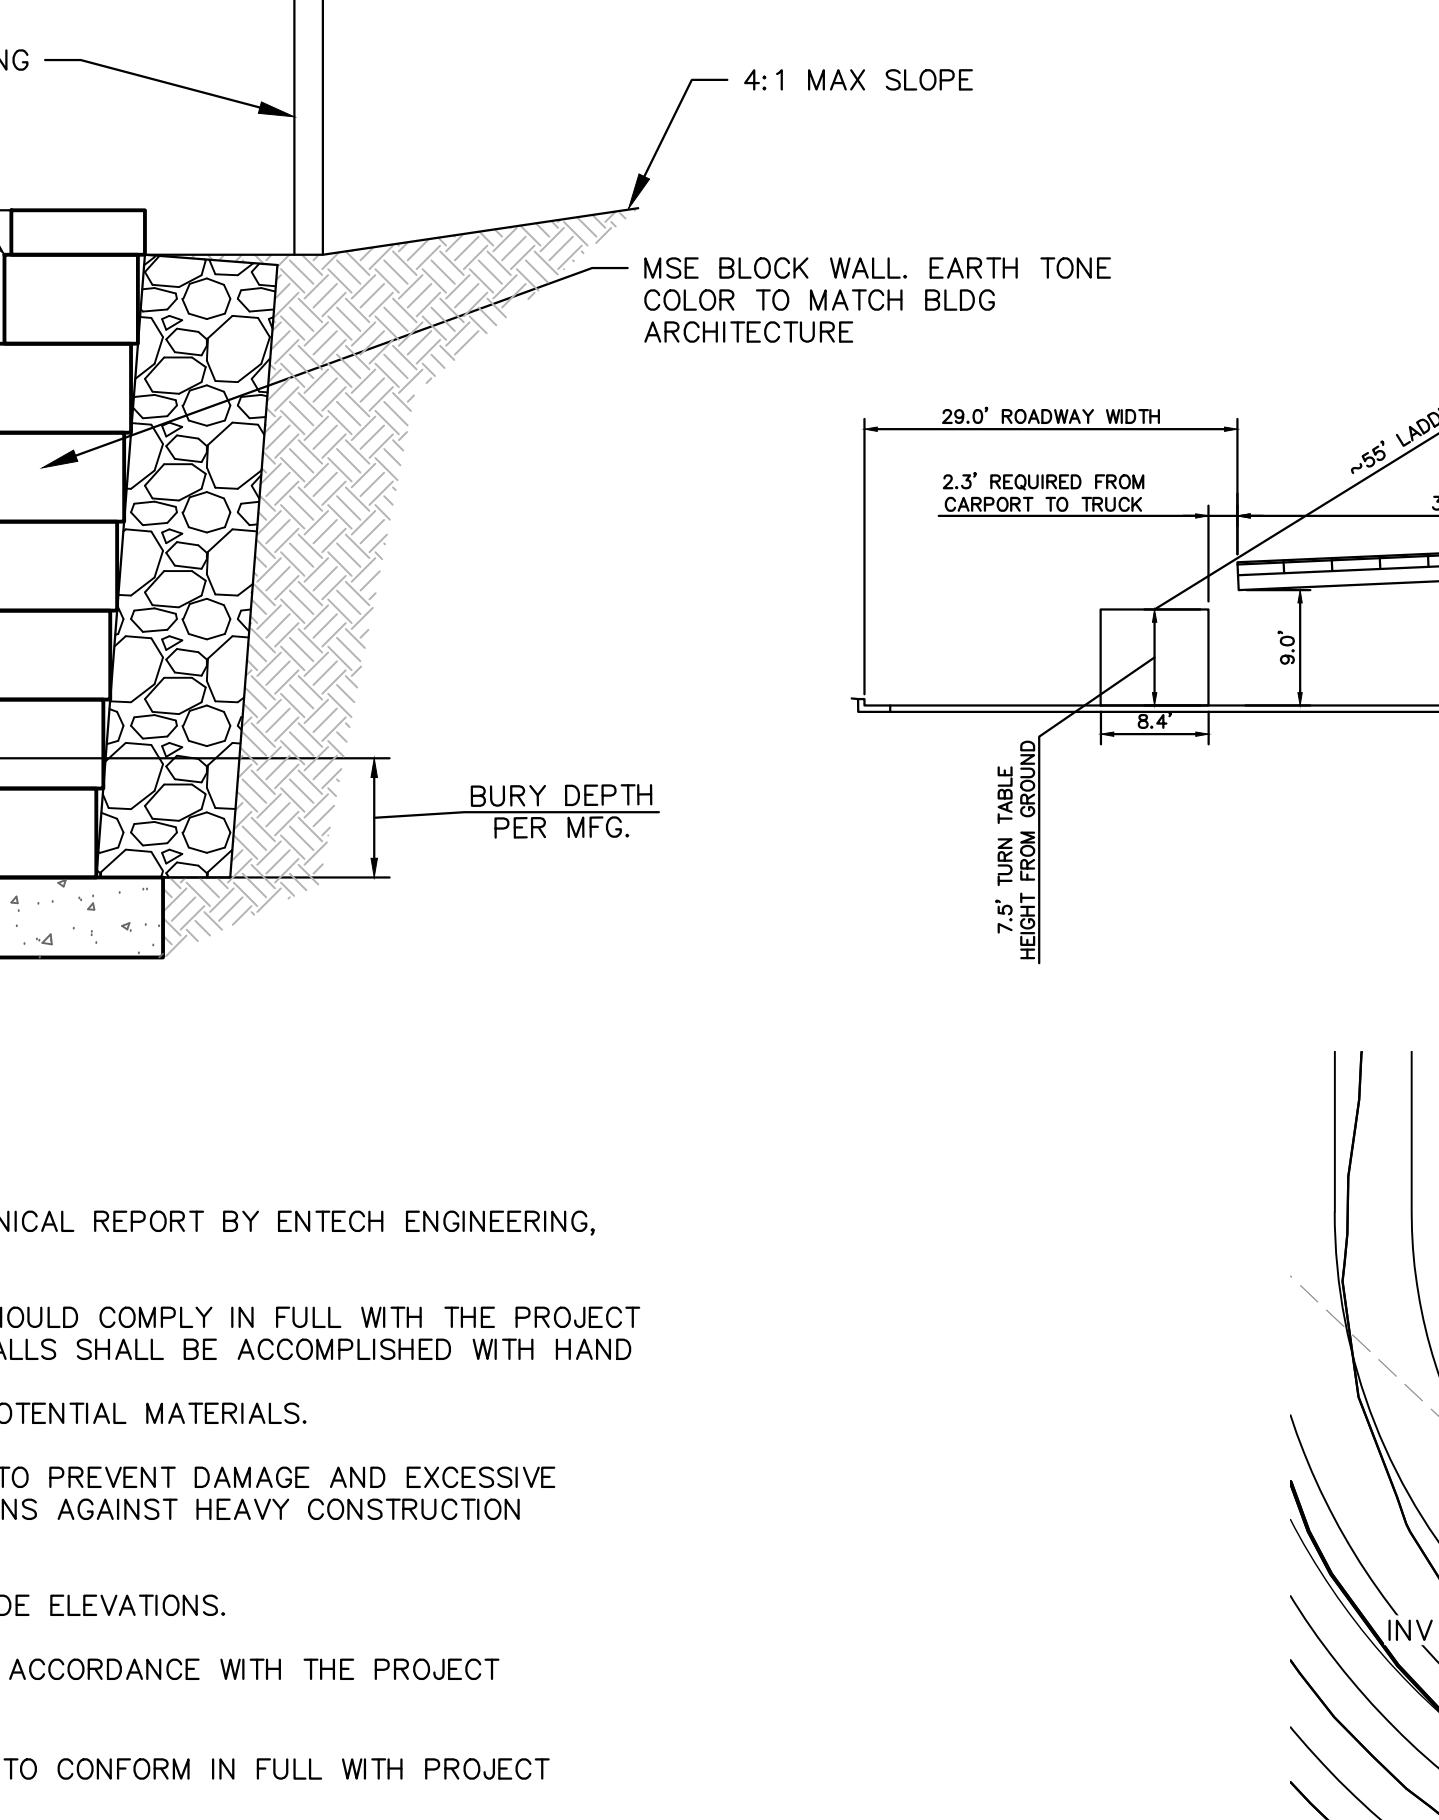 4:1 MAX SLOPE
MSE BLOCK WALL. EARTH TONE
COLOR TO MATCH BLDG
ARCHITECTURE
BURY DEPTH
PER MFG.
29.0' ROADWAY WIDTH
2.3' REQUIRED FROM
CARPORT TO TRUCK
~55'
9.0'
8.4'
7.5' TURN TABLE
HEIGHT FROM GROUND
NICAL REPORT BY ENTECH ENGINEERING,
HOULD COMPLY IN FULL WITH THE PROJECT
ALLS SHALL BE ACCOMPLISHED WITH HAND
OTENTIAL MATERIALS.
TO PREVENT DAMAGE AND EXCESSIVE
NS AGAINST HEAVY CONSTRUCTION
DE ELEVATIONS.
ACCORDANCE WITH THE PROJECT
TO CONFORM IN FULL WITH PROJECT
INV